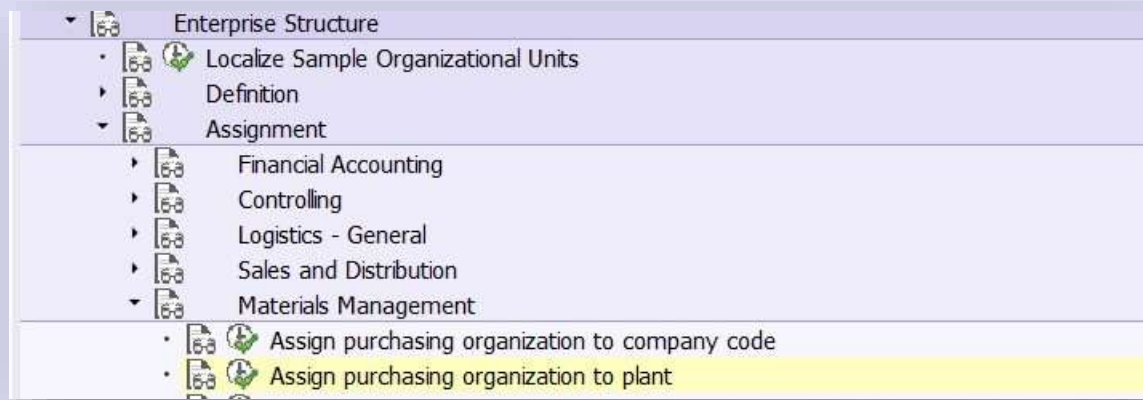 Enterprise Structure
Localize Sample Organizational Units
Definition
Assignment
Financial Accounting
Controlling
Logistics - General
Sales and Distribution
Materials Management
Assign purchasing organization to company code
Assign purchasing organization to plant